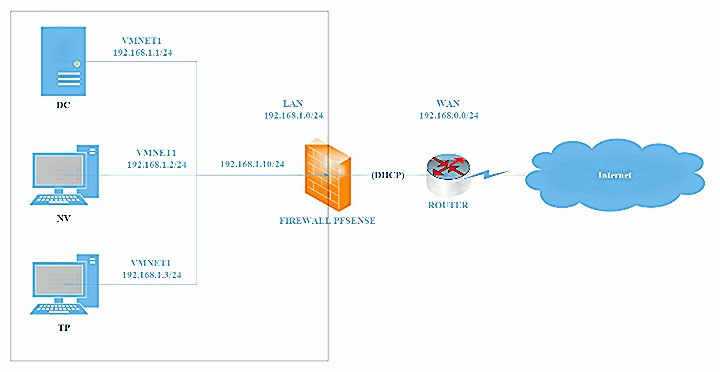 VMNET1
192.168.1.1/24
DC
LAN
192.168.1.0/24
WAN
192.168.0.0/24
VMNET1
192.168.1.2/24
NV
192.168.1.10/24
FIREWALL PFSENSE
(DHCP)
ROUTER
Internet
VMNET1
192.168.1.3/24
TP